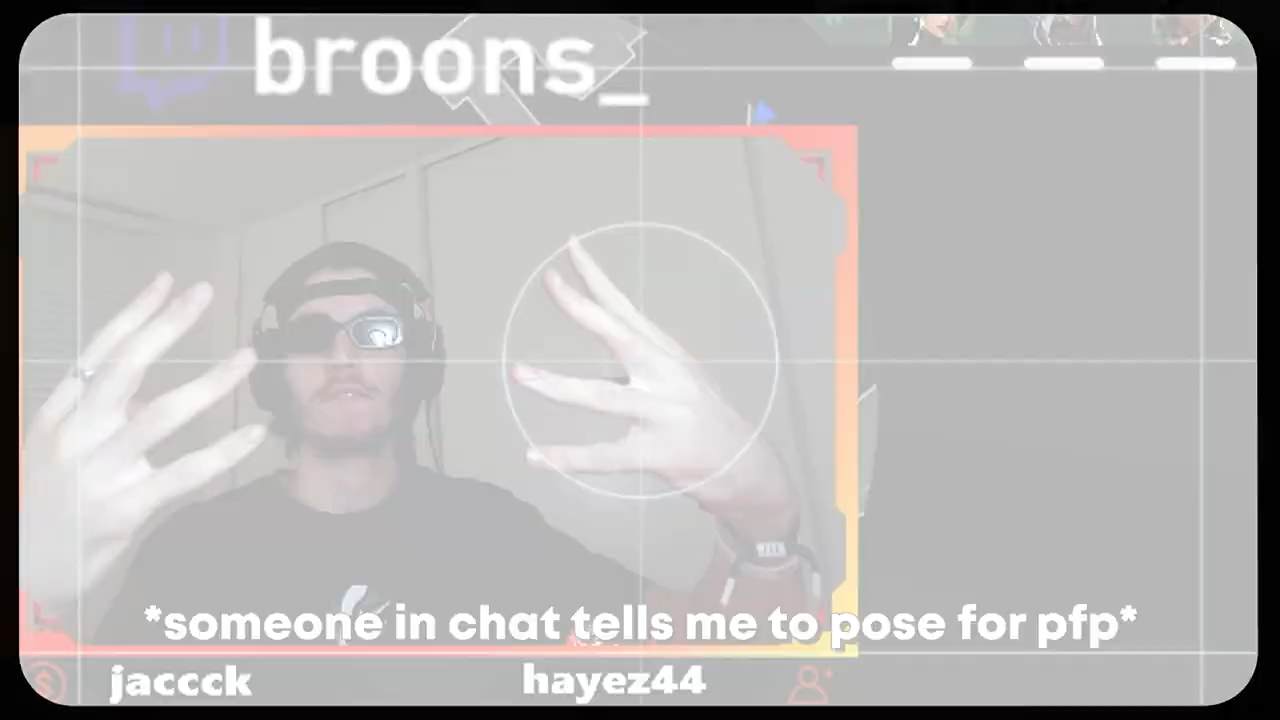 broons_
*someone in chat tells me to pose for pfp*
jaccck
hayez44